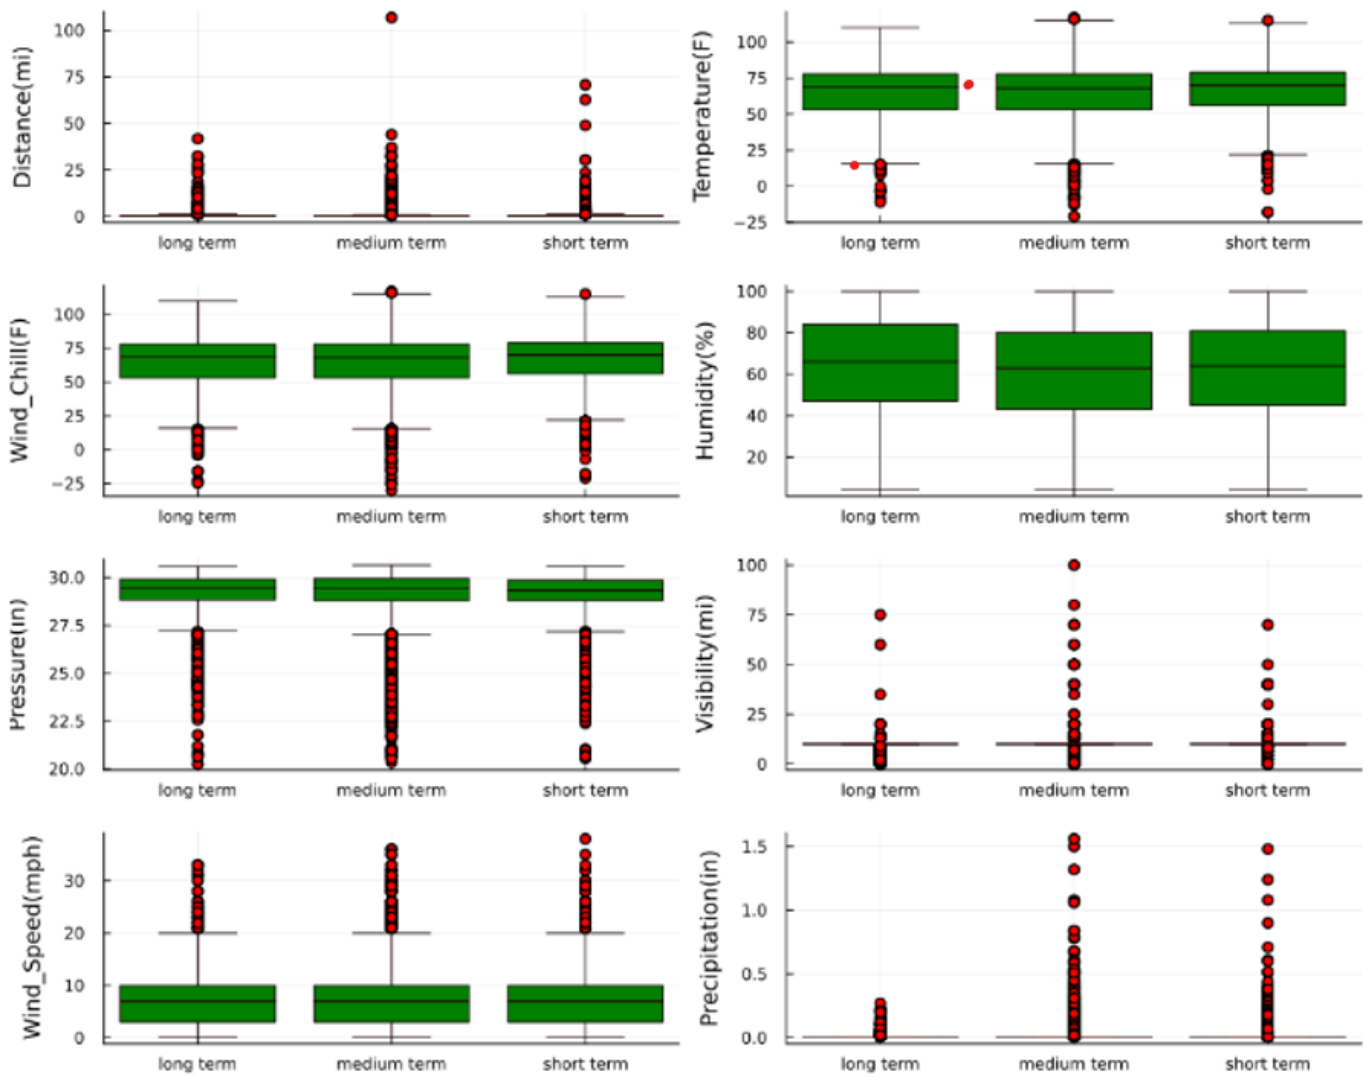 Distance(mi)
100
75
50
25
0
long term
medium term
short term
Temperature(F)
100
75
50
25
0
−25
long term
medium term
short term
Wind_Chill(F)
100
75
50
25
0
−25
long term
medium term
short term
Humidity(%)
100
80
60
40
20
long term
medium term
short term
Pressure(in)
30.0
27.5
25.0
22.5
20.0
long term
medium term
short term
Visibility(mi)
100
75
50
25
0
long term
medium term
short term
Wind_Speed(mph)
30
20
10
0
long term
medium term
short term
Precipitation(in)
1.5
1.0
0.5
0.0
long term
medium term
short term